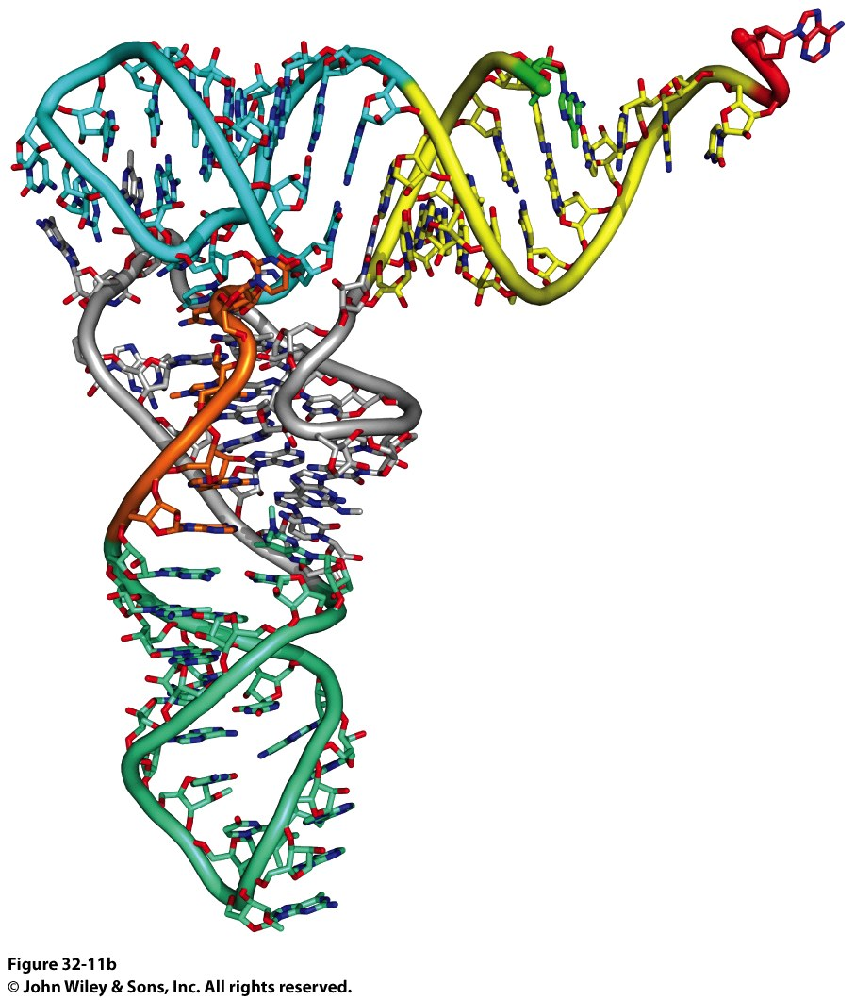 Figure 32-11b
© John Wiley & Sons, Inc. All rights reserved.